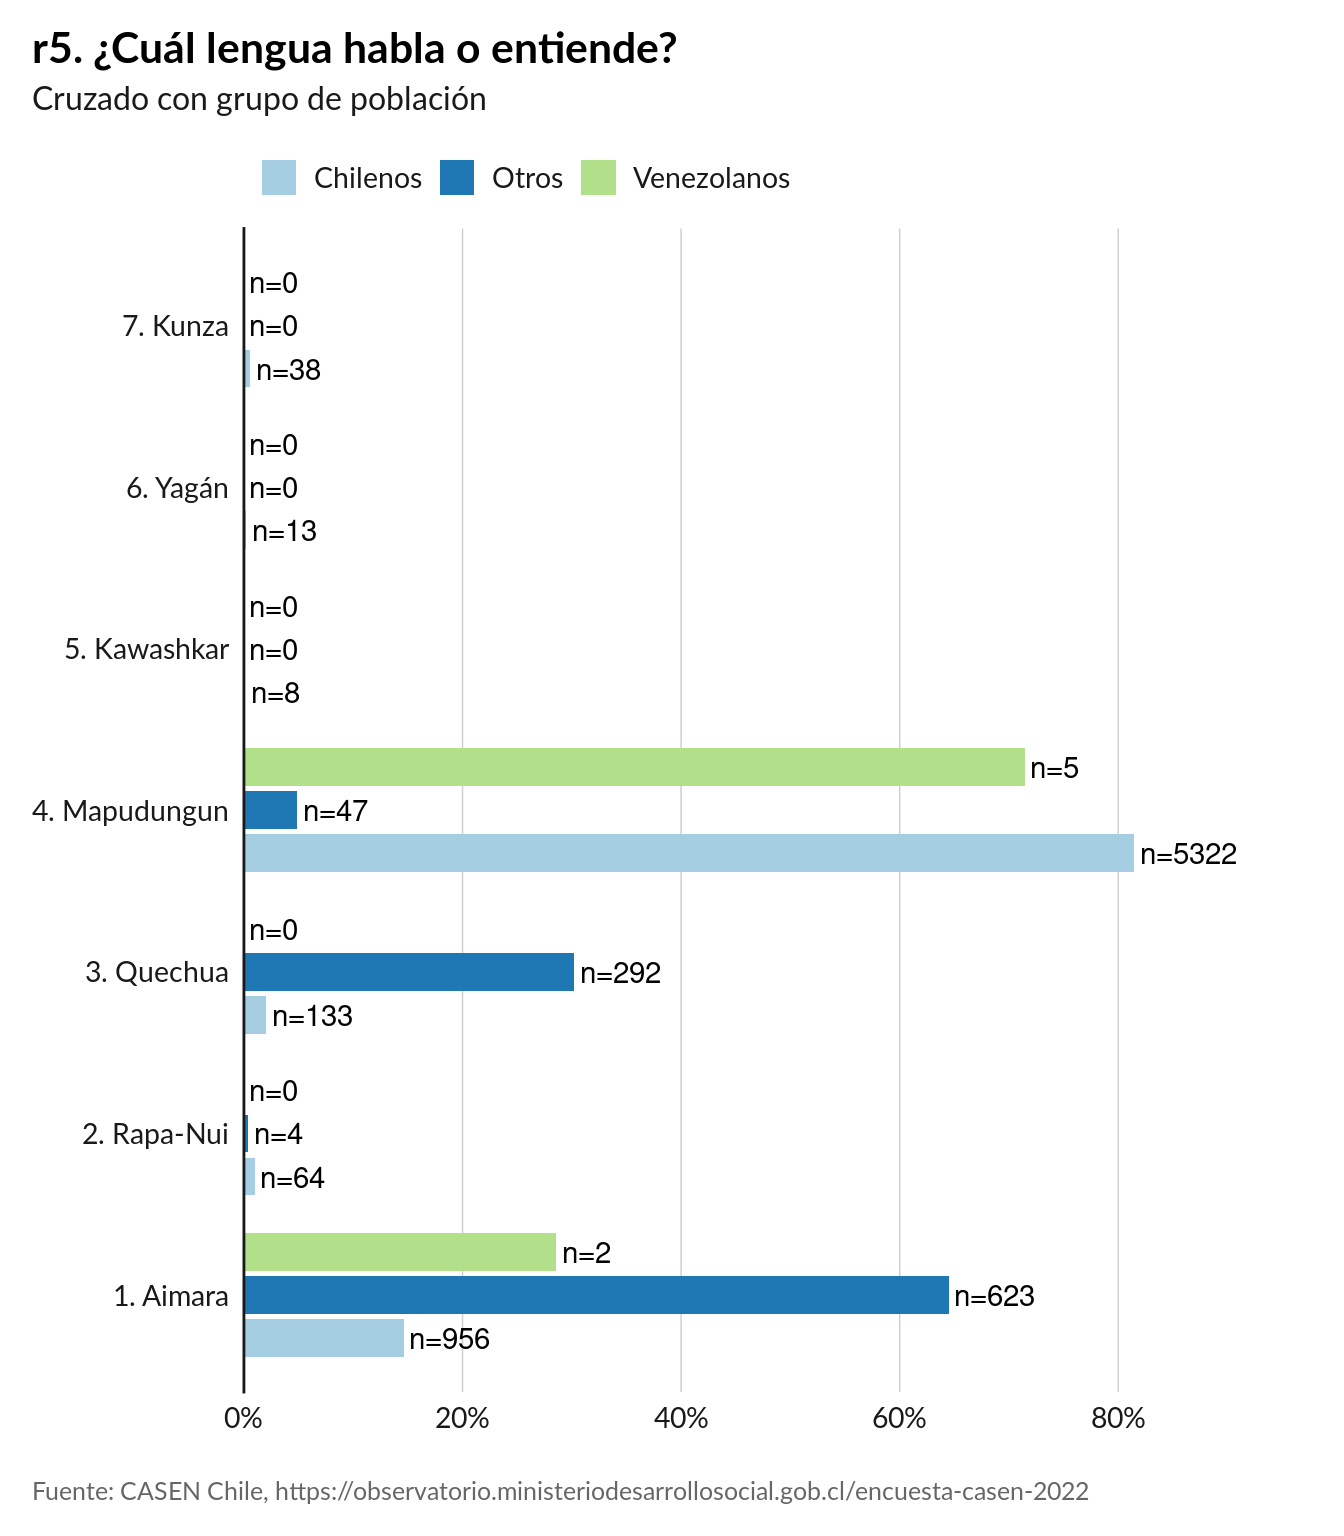 r5. ¿Cuál lengua habla o entiende?
Cruzado con grupo de población
Chilenos Otros Venezolanos
n=0
7. Kunza n=0
n=38
n=0
6. Yagán n=0
n=13
n=0
5. Kawashkar n=0
n=8
n=5
4. Mapudungun n=47
n=5322
n=0
3. Quechua n=292
n=133
n=0
2. Rapa-Nui n=4
n=64
n=2
1. Aimara n=623
n=956
0% 20% 40% 60% 80%
Fuente: CASEN Chile, https://observatorio.ministeriodesarrollosocial.gob.cl/encuesta-casen-2022